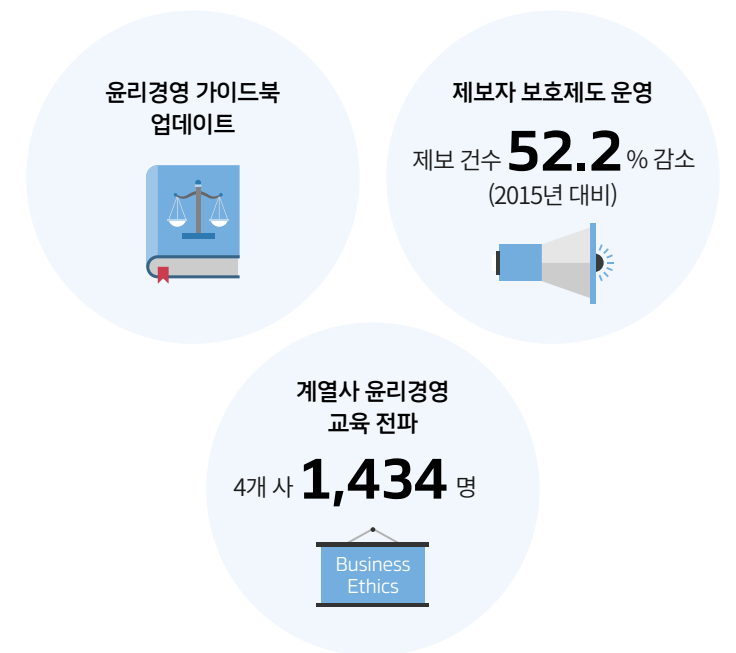 윤리경영 가이드북
업데이트
제보자 보호제도 운영
제보 건수 52.2 % 감소
(2015년 대비)
계열사 윤리경영
교육 전파
4개 사 1,434 명
Business
Ethics